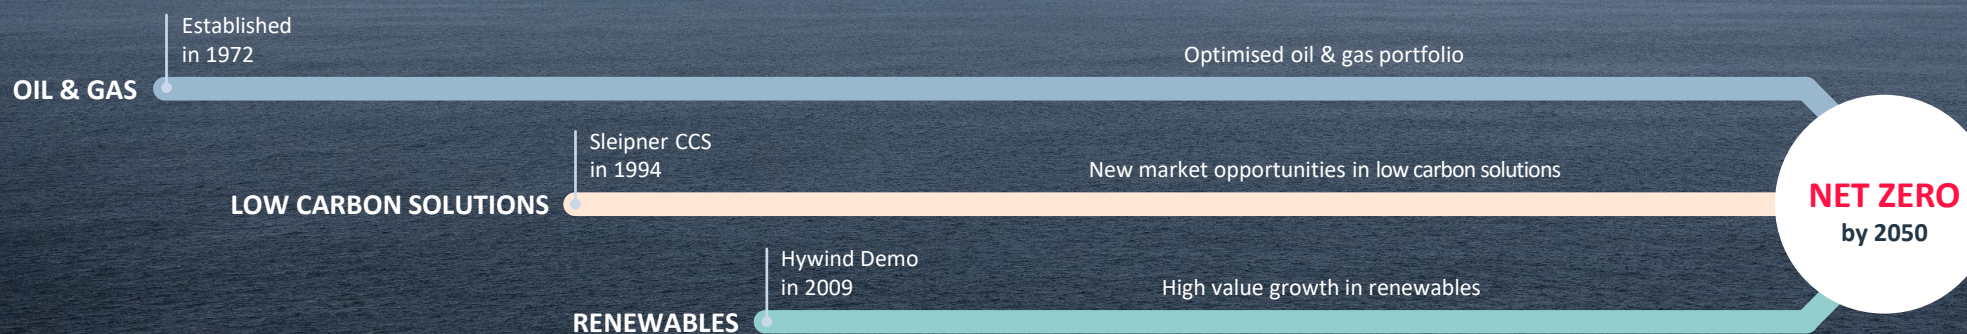 Established
in 1972
Optimised oil & gas portfolio
OIL & GAS
Sleipner CCS
in 1994
New market opportunities in low carbon solutions
LOW CARBON SOLUTIONS
NET ZERO
by 2050
Hywind Demo
in 2009
High value growth in renewables
RENEWABLES